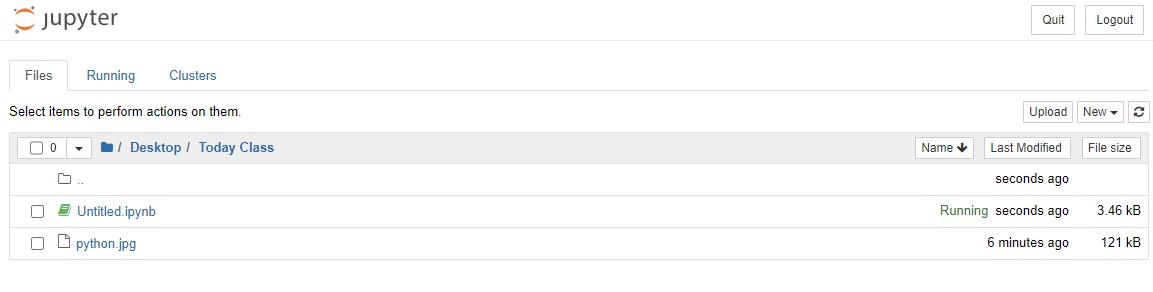 jupyter Quit Logout
Files Running Clusters
Select items to perform actions on them. Upload New
0 / Desktop / Today Class Name Last Modified File size
.. seconds ago
Untitled.ipynb Running seconds ago 3.46 kB
python.jpg 6 minutes ago 121 kB